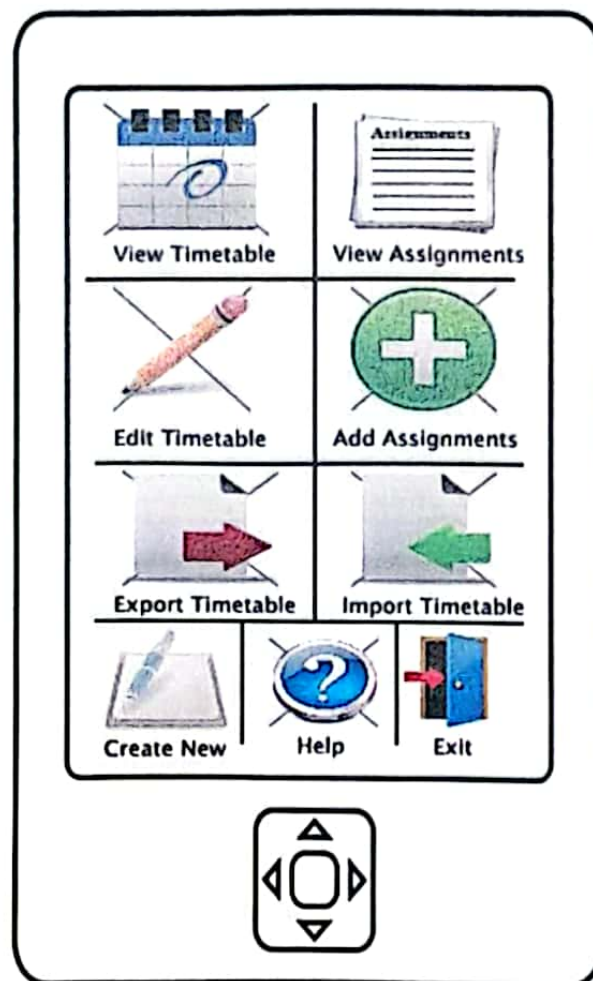 Assignments
View Timetable
View Assignments
Edit Timetable
Add Assignments
Export Timetable
Import Timetable
Create New
Help
Exit